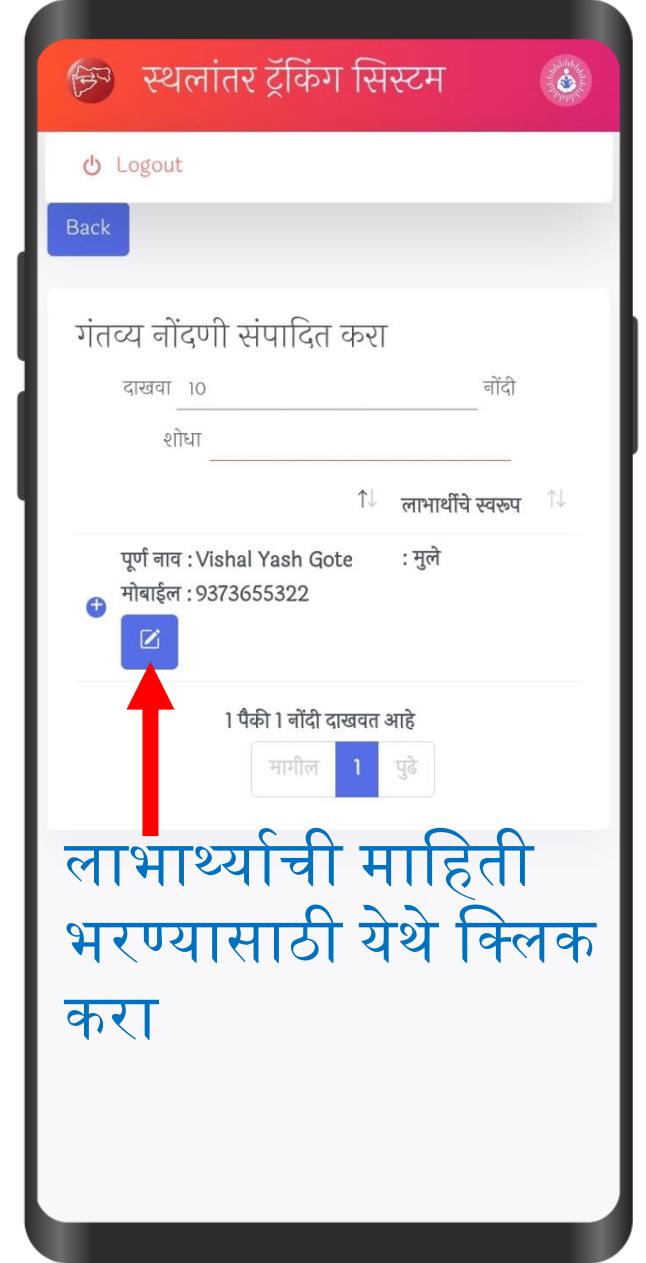 स्थलांतर ट्रॅकिंग सिस्टम
Logout
Back
गंतव्य नोंदणी संपादित करा
दाखवा 10 नोंदी
शोधा
लाभार्थीचे स्वरूप
पूर्ण नाव : Vishal Yash Gote : मुले
मोबाईल : 9373655322
1 पैकी 1 नोंदी दाखवत आहे
मागील 1 पुढे
लाभार्थ्याची माहिती
भरण्यासाठी येथे क्लिक
करा